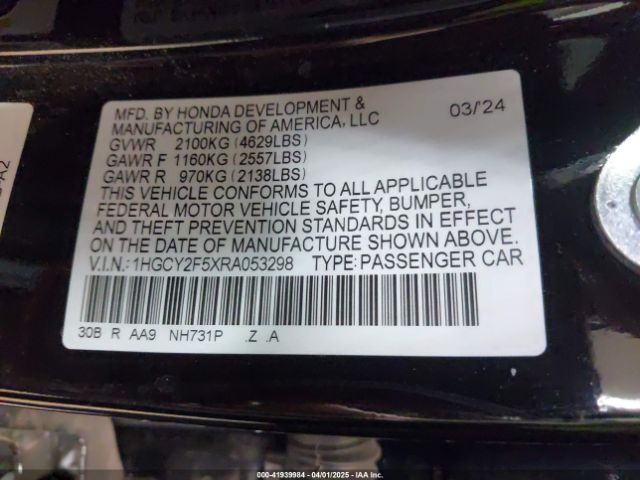 MFD. BY HONDA DEVELOPMENT &
MANUFACTURING OF AMERICA, LLC 03/24
GVWR 2100KG (4629LBS)
GAWR F 1160KG (2557LBS)
GAWR R 970KG (2138LBS)
THIS VEHICLE CONFORMS TO ALL APPLICABLE
FEDERAL MOTOR VEHICLE SAFETY, BUMPER,
AND THEFT PREVENTION STANDARDS IN EFFECT
ON THE DATE OF MANUFACTURE SHOWN ABOVE.
V.I.N.: 1HGCY2F5XRA053298 TYPE: PASSENGER CAR
30B R AA9 NH731P .Z .A
000-41939984 - 04/01/2025 - IAAI.COM